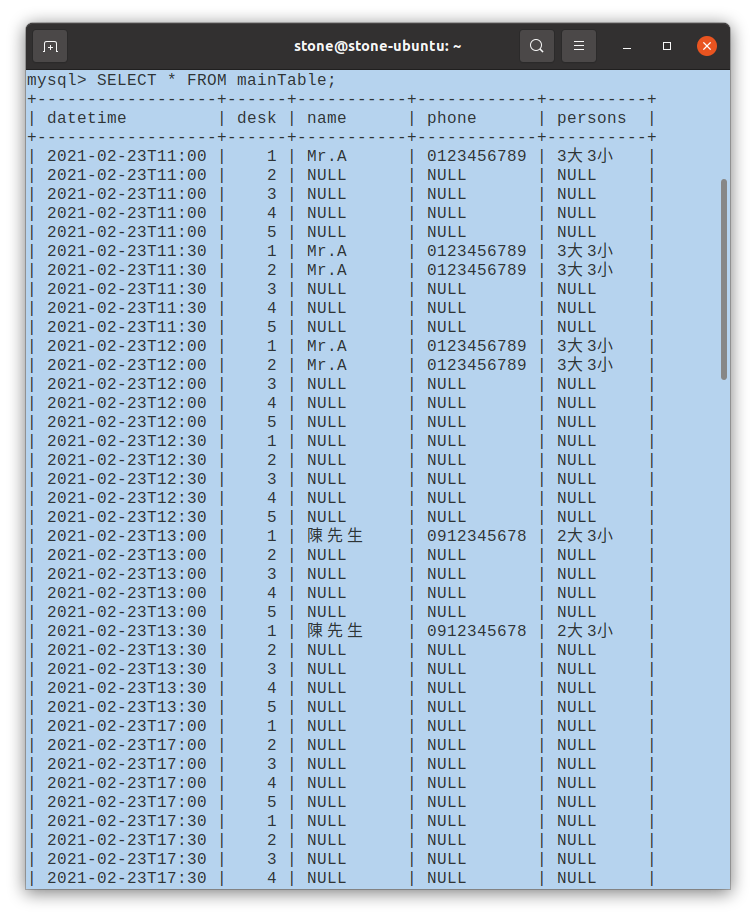 stone@stone-ubuntu: ~
mysql> SELECT * FROM mainTable;
+------------------+------+-----------+------------+----------+
| datetime         | desk | name      | phone      | persons  |
+------------------+------+-----------+------------+----------+
| 2021-02-23T11:00 |    1 | Mr.A      | 0123456789 | 3大3小   |
| 2021-02-23T11:00 |    2 | NULL      | NULL       | NULL     |
| 2021-02-23T11:00 |    3 | NULL      | NULL       | NULL     |
| 2021-02-23T11:00 |    4 | NULL      | NULL       | NULL     |
| 2021-02-23T11:00 |    5 | NULL      | NULL       | NULL     |
| 2021-02-23T11:30 |    1 | Mr.A      | 0123456789 | 3大3小   |
| 2021-02-23T11:30 |    2 | Mr.A      | 0123456789 | 3大3小   |
| 2021-02-23T11:30 |    3 | NULL      | NULL       | NULL     |
| 2021-02-23T11:30 |    4 | NULL      | NULL       | NULL     |
| 2021-02-23T11:30 |    5 | NULL      | NULL       | NULL     |
| 2021-02-23T12:00 |    1 | Mr.A      | 0123456789 | 3大3小   |
| 2021-02-23T12:00 |    2 | Mr.A      | 0123456789 | 3大3小   |
| 2021-02-23T12:00 |    3 | NULL      | NULL       | NULL     |
| 2021-02-23T12:00 |    4 | NULL      | NULL       | NULL     |
| 2021-02-23T12:00 |    5 | NULL      | NULL       | NULL     |
| 2021-02-23T12:30 |    1 | NULL      | NULL       | NULL     |
| 2021-02-23T12:30 |    2 | NULL      | NULL       | NULL     |
| 2021-02-23T12:30 |    3 | NULL      | NULL       | NULL     |
| 2021-02-23T12:30 |    4 | NULL      | NULL       | NULL     |
| 2021-02-23T12:30 |    5 | NULL      | NULL       | NULL     |
| 2021-02-23T13:00 |    1 | 陳先生    | 0912345678 | 2大3小   |
| 2021-02-23T13:00 |    2 | NULL      | NULL       | NULL     |
| 2021-02-23T13:00 |    3 | NULL      | NULL       | NULL     |
| 2021-02-23T13:00 |    4 | NULL      | NULL       | NULL     |
| 2021-02-23T13:00 |    5 | NULL      | NULL       | NULL     |
| 2021-02-23T13:30 |    1 | 陳先生    | 0912345678 | 2大3小   |
| 2021-02-23T13:30 |    2 | NULL      | NULL       | NULL     |
| 2021-02-23T13:30 |    3 | NULL      | NULL       | NULL     |
| 2021-02-23T13:30 |    4 | NULL      | NULL       | NULL     |
| 2021-02-23T13:30 |    5 | NULL      | NULL       | NULL     |
| 2021-02-23T17:00 |    1 | NULL      | NULL       | NULL     |
| 2021-02-23T17:00 |    2 | NULL      | NULL       | NULL     |
| 2021-02-23T17:00 |    3 | NULL      | NULL       | NULL     |
| 2021-02-23T17:00 |    4 | NULL      | NULL       | NULL     |
| 2021-02-23T17:00 |    5 | NULL      | NULL       | NULL     |
| 2021-02-23T17:30 |    1 | NULL      | NULL       | NULL     |
| 2021-02-23T17:30 |    2 | NULL      | NULL       | NULL     |
| 2021-02-23T17:30 |    3 | NULL      | NULL       | NULL     |
| 2021-02-23T17:30 |    4 | NULL      | NULL       | NULL     |